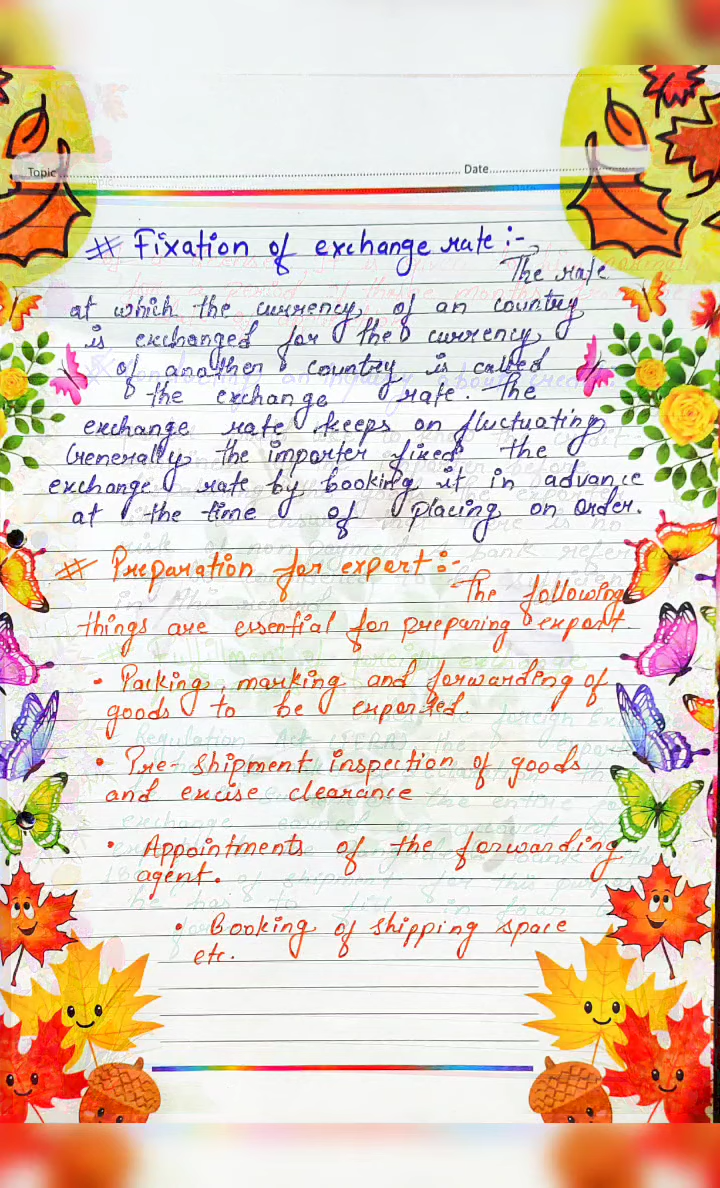 Topic
Date
# Fixation of exchange rate :-
The rate
at which the currency of an country
is exchanged for the currency
of another country is called
the exchange rate. The
exchange rate keeps on fluctuating
Generally the importer fixed the
exchange rate by booking it in advance
at the time of placing on order.
# Preparation for export :-
The following
things are essential for preparing export
• Packing, marking and forwarding of
goods to be exported.
• Pre-shipment inspection of goods
and excise clearance
• Appointments of the forwarding
agent.
• Booking of shipping space
etc.